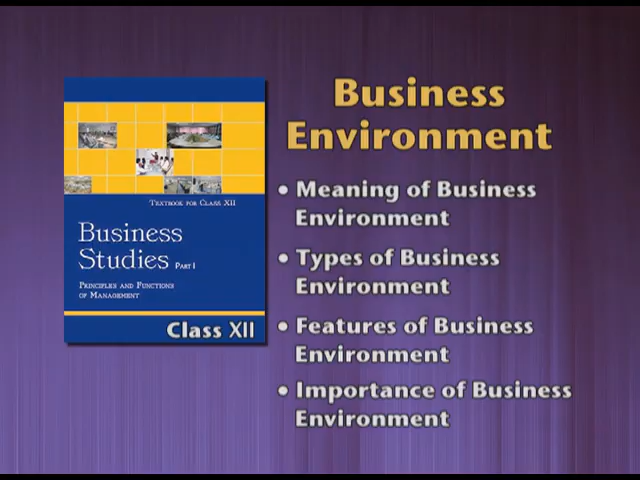 Business
Environment
• Meaning of Business
Environment
• Types of Business
Environment
• Features of Business
Environment
• Importance of Business
Environment
TEXTBOOK FOR CLASS XII
Business
Studies PART I
PRINCIPLES AND FUNCTIONS
OF MANAGEMENT
Class XII